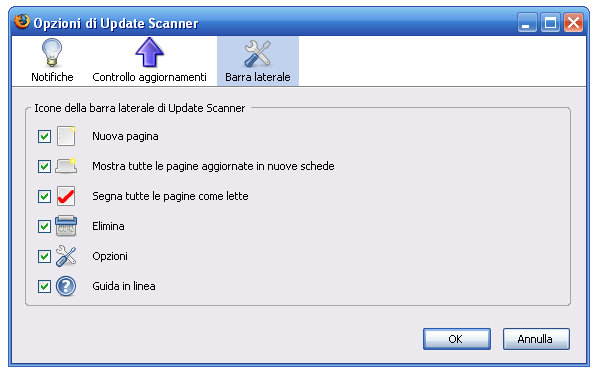 Opzioni di Update Scanner
Notifiche Controllo aggiornamenti Barra laterale
Icone della barra laterale di Update Scanner
Nuova pagina
Mostra tutte le pagine aggiornate in nuove schede
Segna tutte le pagine come lette
Elimina
Opzioni
Guida in linea
OK Annulla